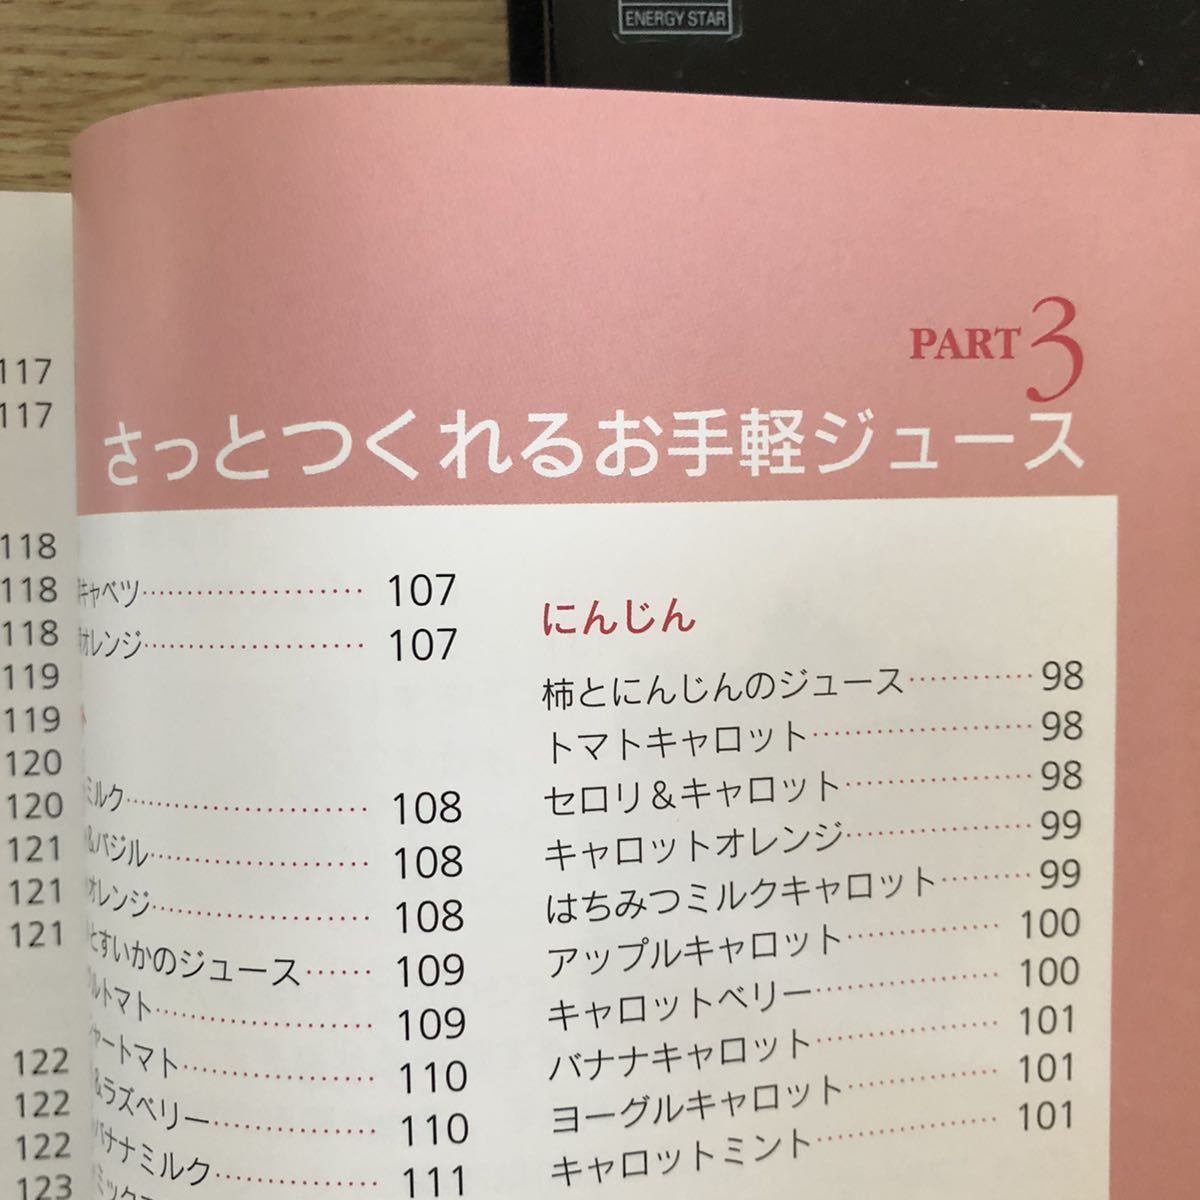 ENERGY STAR
PART 3
さっとつくれるお手軽ジュース
117
117
118
118
118
119
119
120
120
121
121
121
122
122
122
123
キャベツ 107
オレンジ 107
ミルク 108
&バジル 108
オレンジ 108
とすいかのジュース 109
ルトマト 109
ャートマト 110
&ラズベリー 110
バナナミルク 111
にんじん
柿とにんじんのジュース 98
トマトキャロット 98
セロリ&キャロット 98
キャロットオレンジ 99
はちみつミルクキャロット 99
アップルキャロット 100
キャロットベリー 100
バナナキャロット 101
ヨーグルキャロット 101
キャロットミント 101